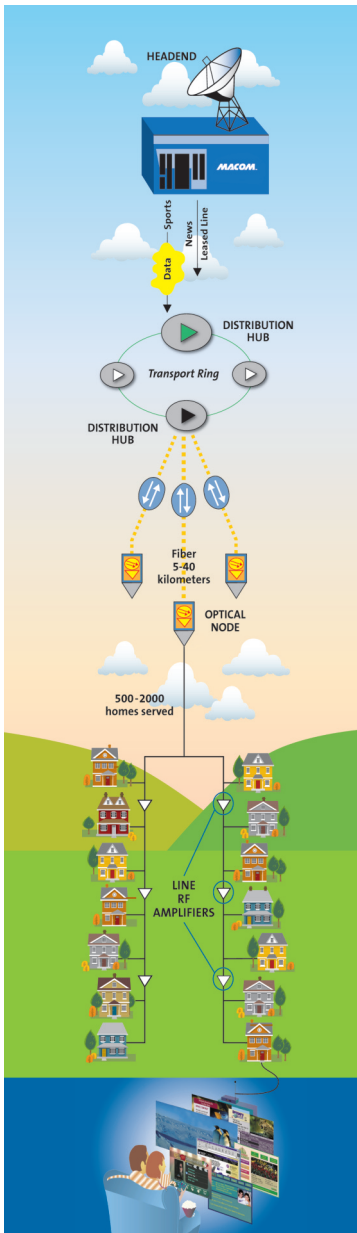 HEADEND
MACOM
Sports
News
Leased Line
Data
DISTRIBUTION
HUB
Transport Ring
DISTRIBUTION
HUB
Fiber
5-40
kilometers
OPTICAL
NODE
500-2000
homes served
LINE
RF
AMPLIFIERS